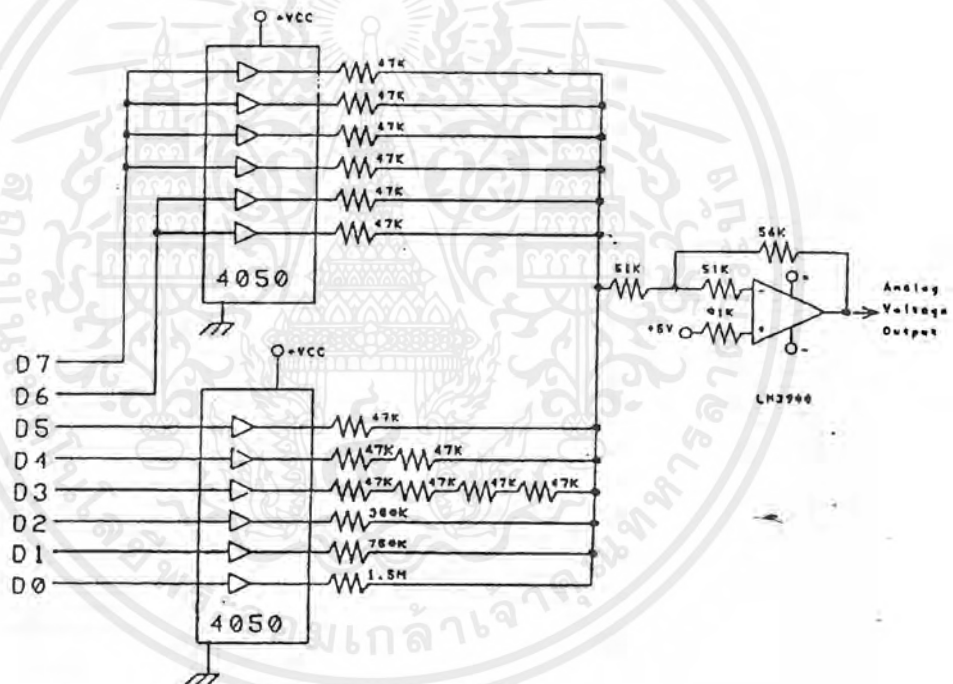 +VCC
47K
47K
47K
47K
47K
47K
4050
D7
D6
+VCC
D5
47K
D4
47K 47K
D3
47K 47K 47K 47K
D2
D1
D0
1.5M
4050
51K
51K
56K
+5V
91K
-
+
+
-
Analog
Voltage
Output